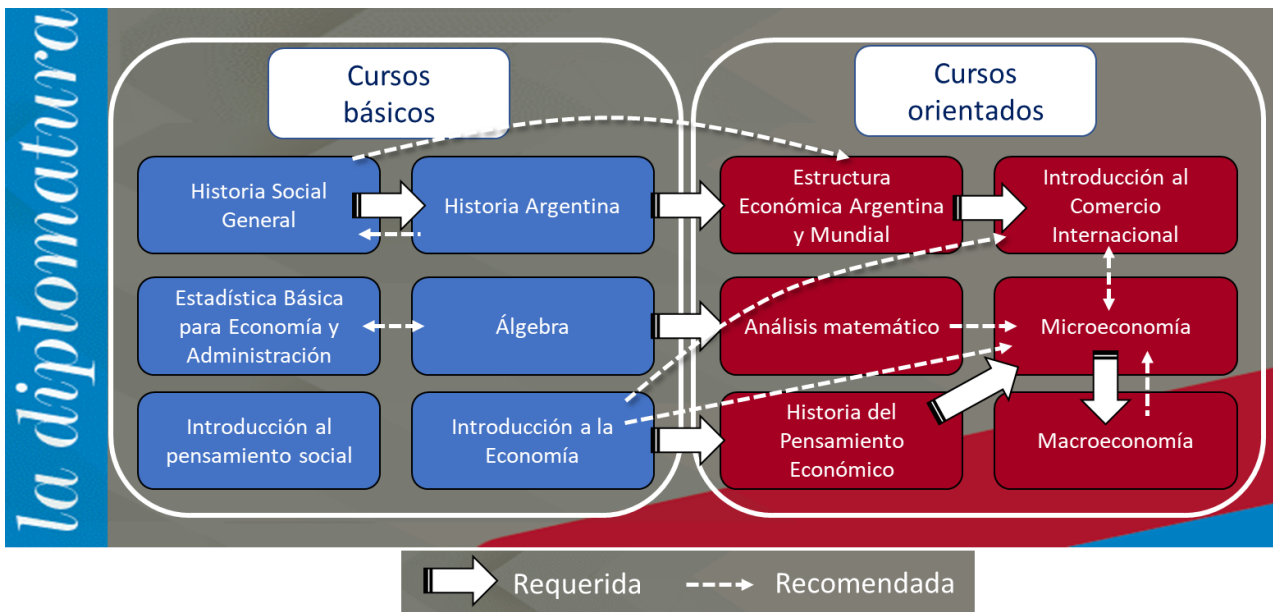 la diplomatura
Cursos
básicos
Cursos
orientados
Historia Social
General
Historia Argentina
Estructura
Económica Argentina
y Mundial
Introducción al
Comercio
Internacional
Estadística Básica
para Economía y
Administración
Álgebra
Análisis matemático
Microeconomía
Introducción al
pensamiento social
Introducción a la
Economía
Historia del
Pensamiento
Económico
Macroeconomía
Requerida
Recomendada